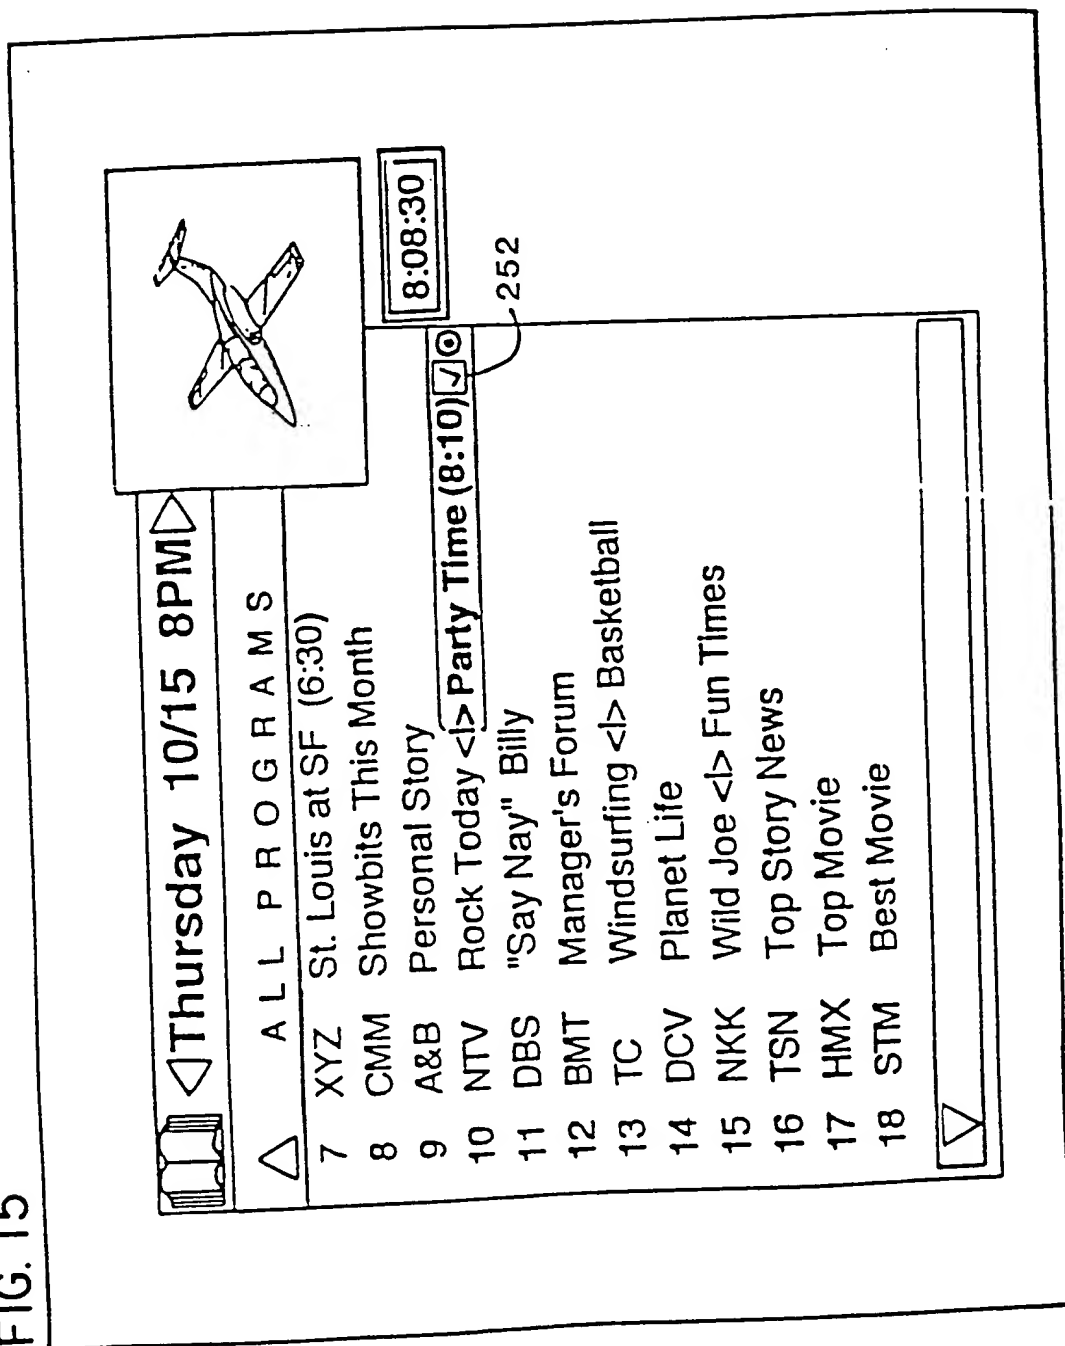 FIG. 15
Thursday 10/15 8PM
ALL PROGRAMS
8:08:30
7 XYZ St. Louis at SF (6:30)
8 CMM Showbits This Month
9 A&B Personal Story
10 NTV Rock Today <I> Party Time (8:10)
252
11 DBS "Say Nay" Billy
12 BMT Manager's Forum
13 TC Windsurfing <I> Basketball
14 DCV Planet Life
15 NKK Wild Joe <I> Fun Times
16 TSN Top Story News
17 HMX Top Movie
18 STM Best Movie